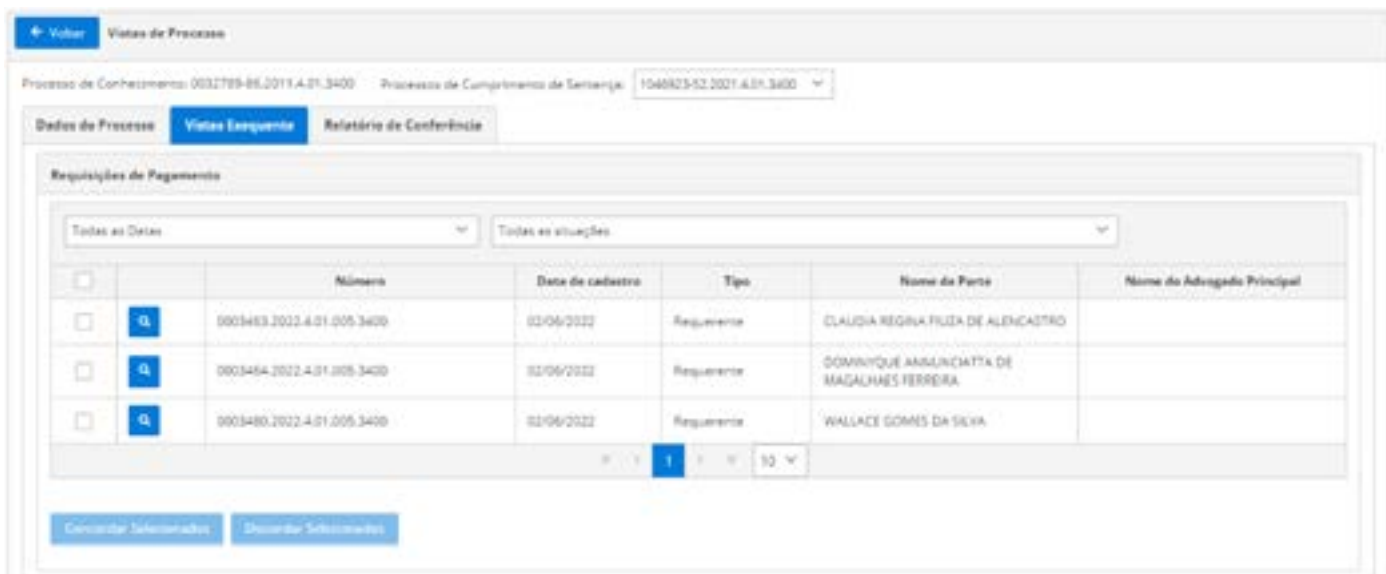 ← Voltar Vistas de Processo
Processo de Conhecimento: 0032789-86.2011.4.01.3400 Processos de Cumprimento de Sentença: 1046923-52.2021.4.01.3400
Dados do Processo Vistas Exequente Relatório de Conferência
Requisições de Pagamento
Todas as Datas Todas as situações
Número Data de cadastro Tipo Nome da Parte Nome do Advogado Principal
0003463.2022.4.01.005.3400 02/06/2022 Requerente CLAUDIA REGINA FIUZA DE ALENCASTRO
0003464.2022.4.01.005.3400 02/06/2022 Requerente DOMINYQUE ANNUNCIATTA DE
MAGALHAES FERREIRA
0003480.2022.4.01.005.3400 02/06/2022 Requerente WALLACE GOMES DA SILVA
1 10
Concordar Selecionados Discordar Selecionados